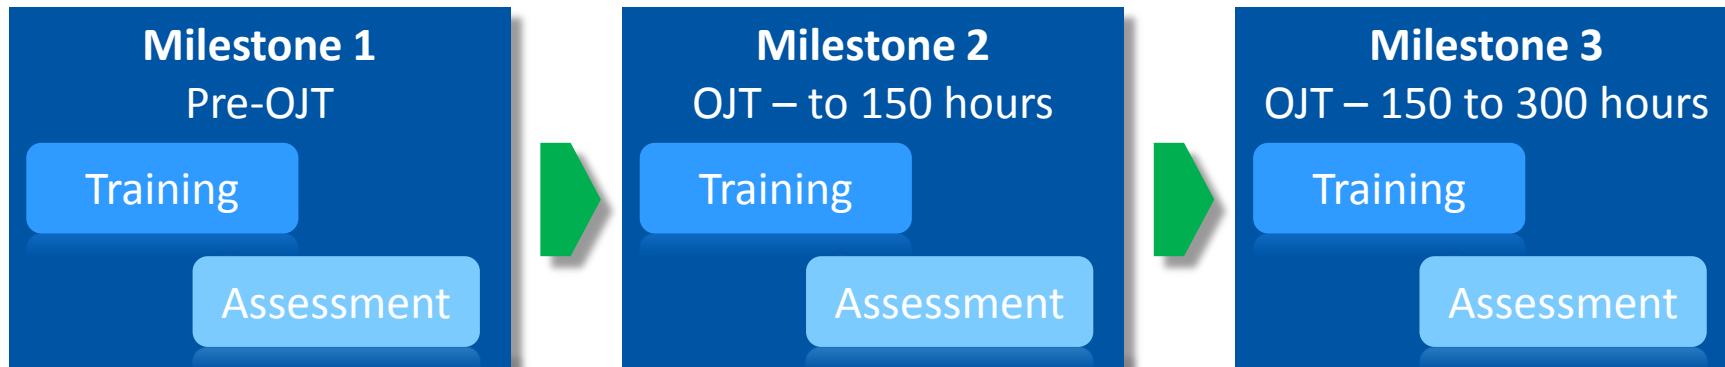 Milestone 1
Pre-OJT
Training
Assessment
Milestone 2
OJT – to 150 hours
Training
Assessment
Milestone 3
OJT – 150 to 300 hours
Training
Assessment